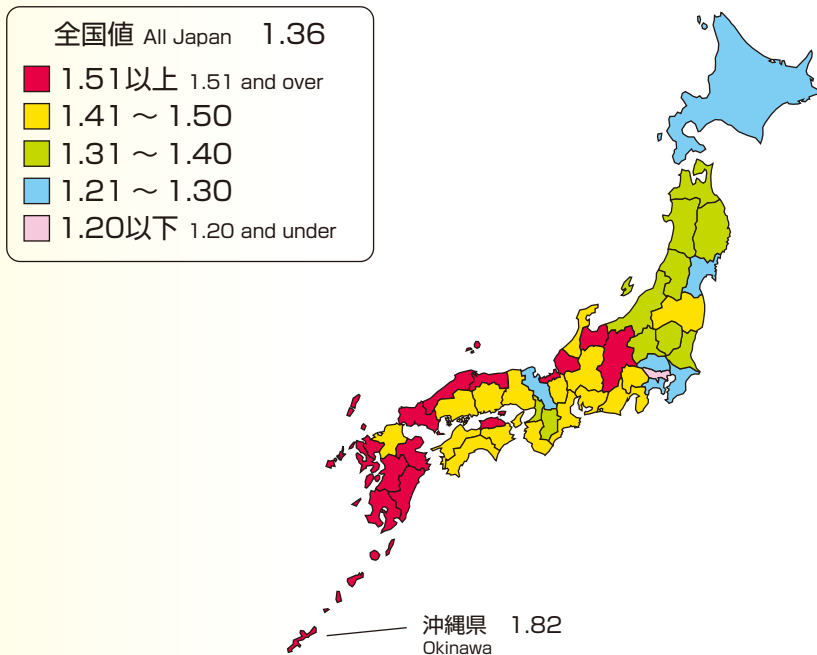 全国値 All Japan 1.36
1.51以上 1.51 and over
1.41 ～ 1.50
1.31 ～ 1.40
1.21 ～ 1.30
1.20以下 1.20 and under
沖縄県 1.82
Okinawa